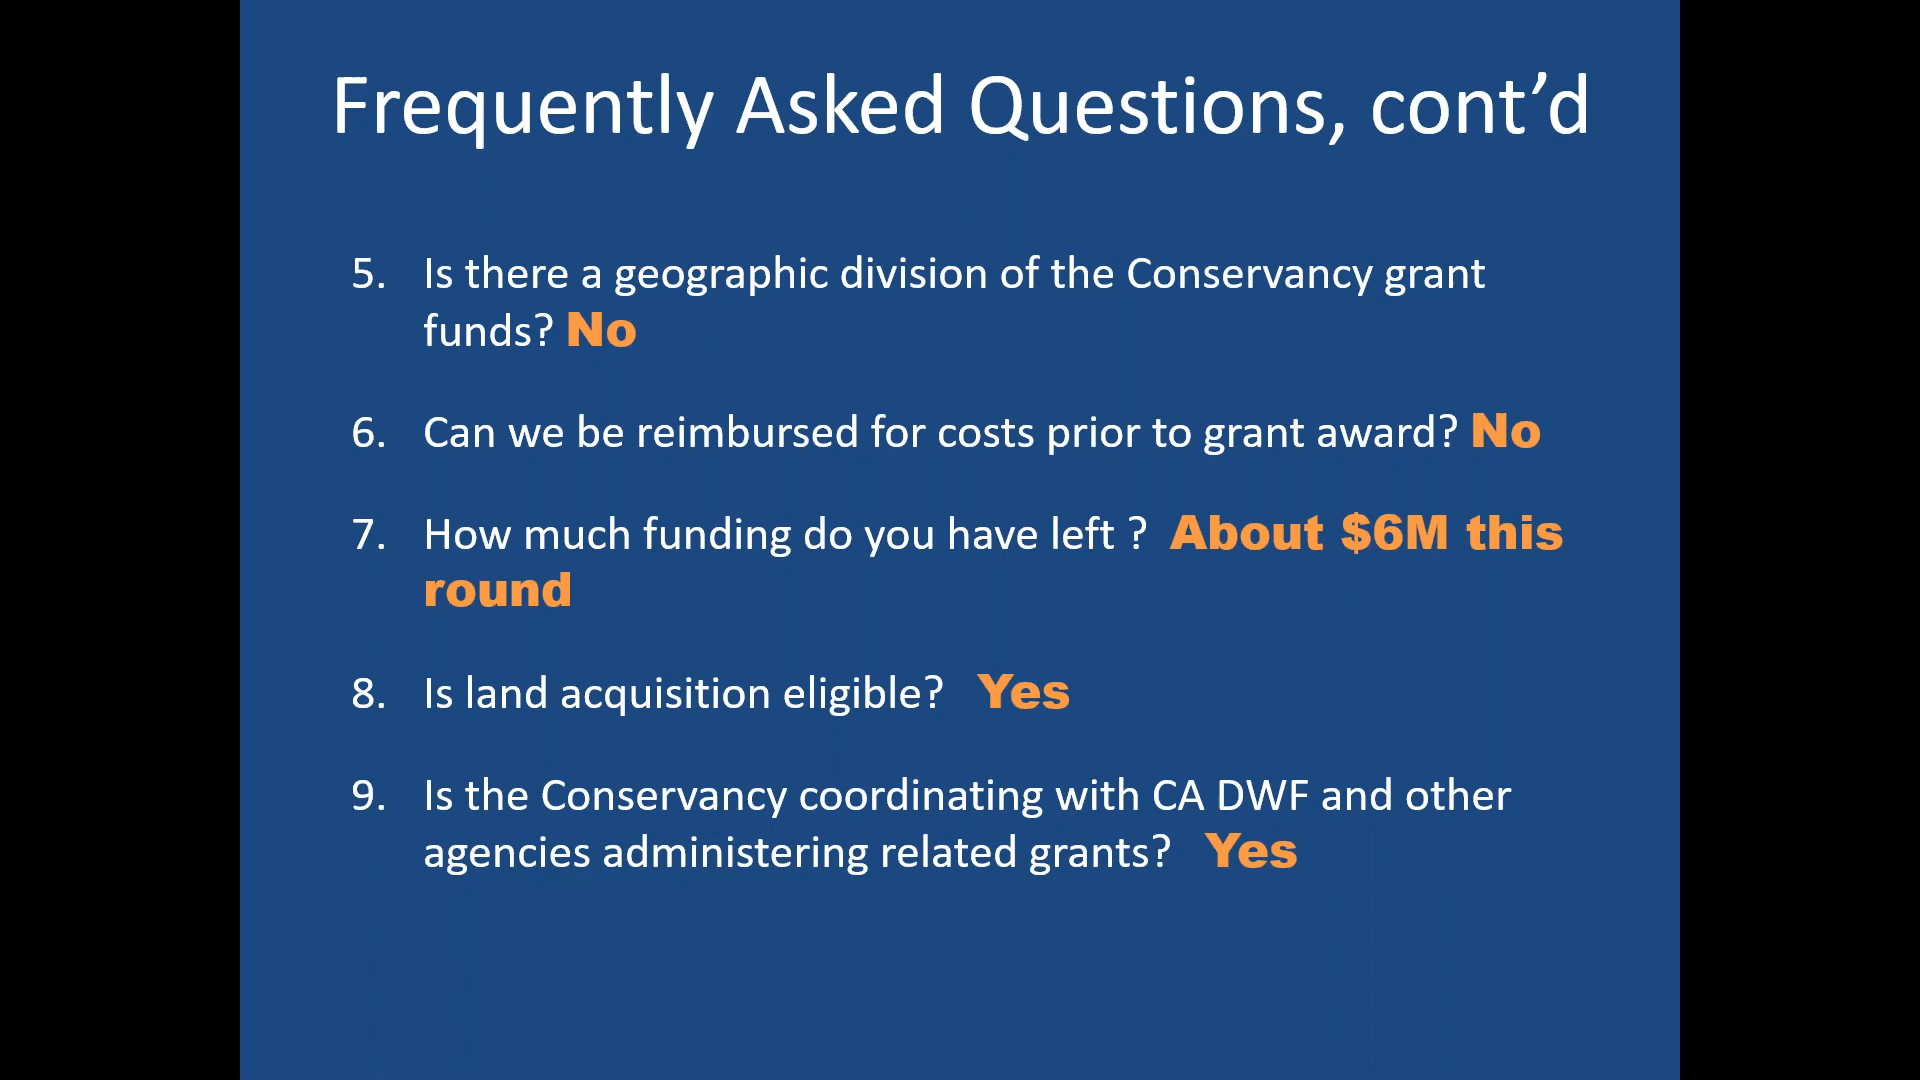 Frequently Asked Questions, cont’d
5. Is there a geographic division of the Conservancy grant
funds? No
6. Can we be reimbursed for costs prior to grant award? No
7. How much funding do you have left ? About $6M this
round
8. Is land acquisition eligible? Yes
9. Is the Conservancy coordinating with CA DWF and other
agencies administering related grants? Yes